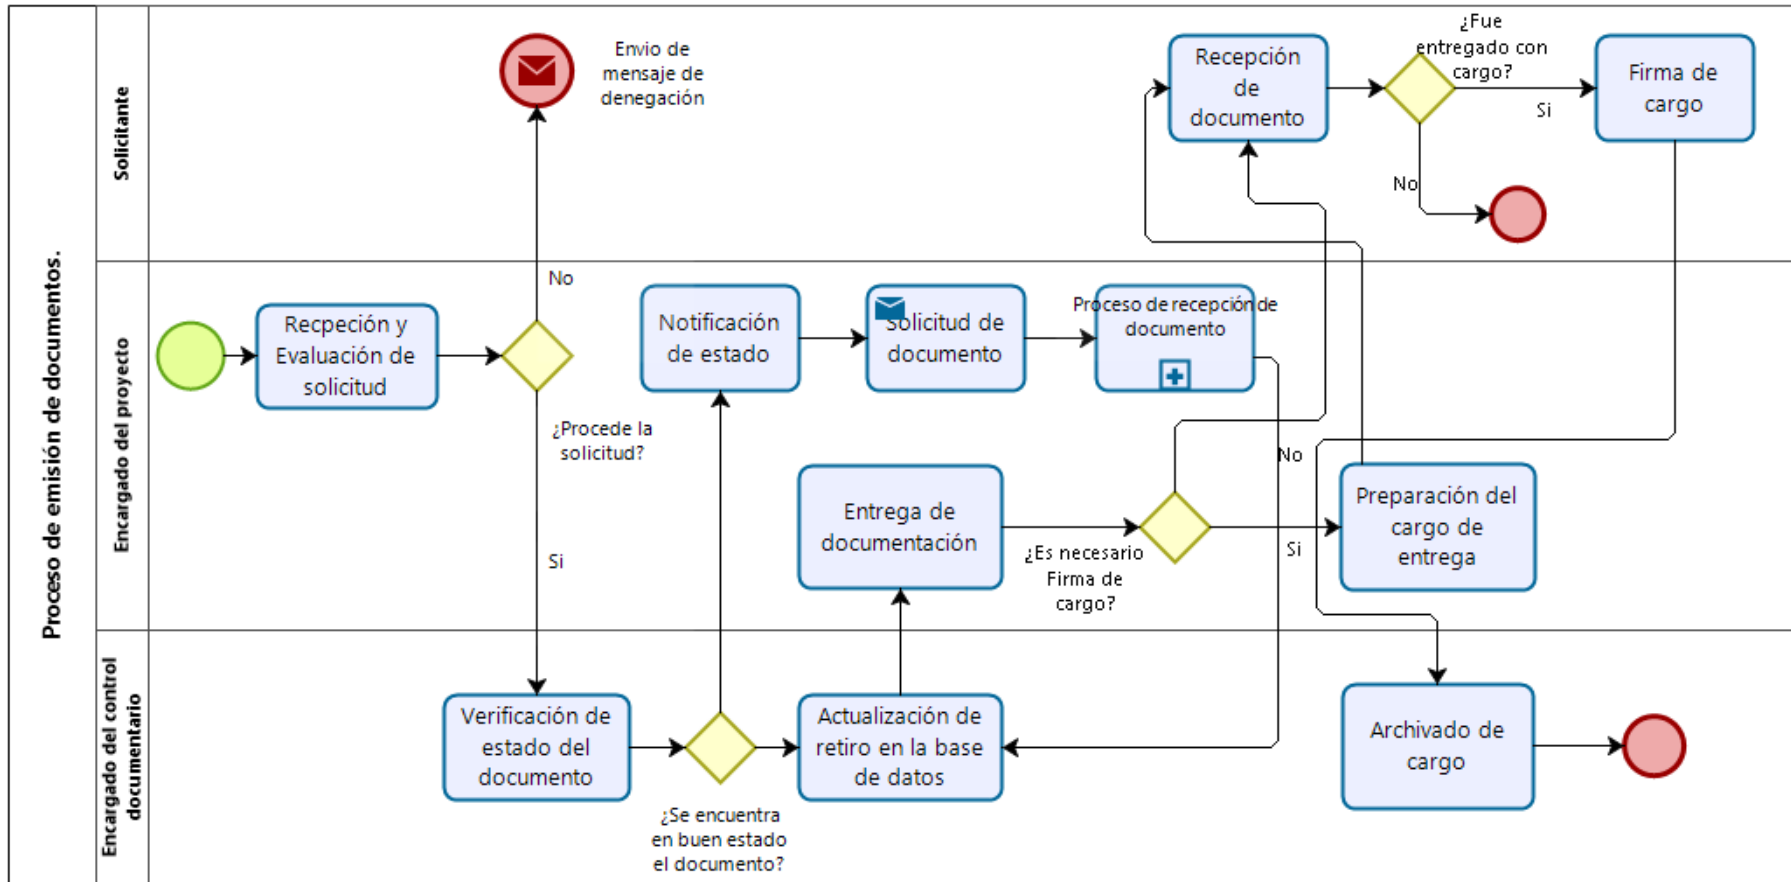 Proceso de emisión de documentos.
Solicitante
Envio de
mensaje de
denegación
Recepción
de
documento
¿Fue
entregado con
cargo?
Si
No
Firma de
cargo
Encargado del proyecto
Recpeción y
Evaluación de
solicitud
No
¿Procede la
solicitud?
Si
Notificación
de estado
Solicitud de
documento
Proceso de recepción de
documento
Entrega de
documentación
¿Es necesario
Firma de
cargo?
No
Si
Preparación del
cargo de
entrega
Encargado del control
documentario
Verificación de
estado del
documento
¿Se encuentra
en buen estado
el documento?
Actualización de
retiro en la base
de datos
Archivado de
cargo